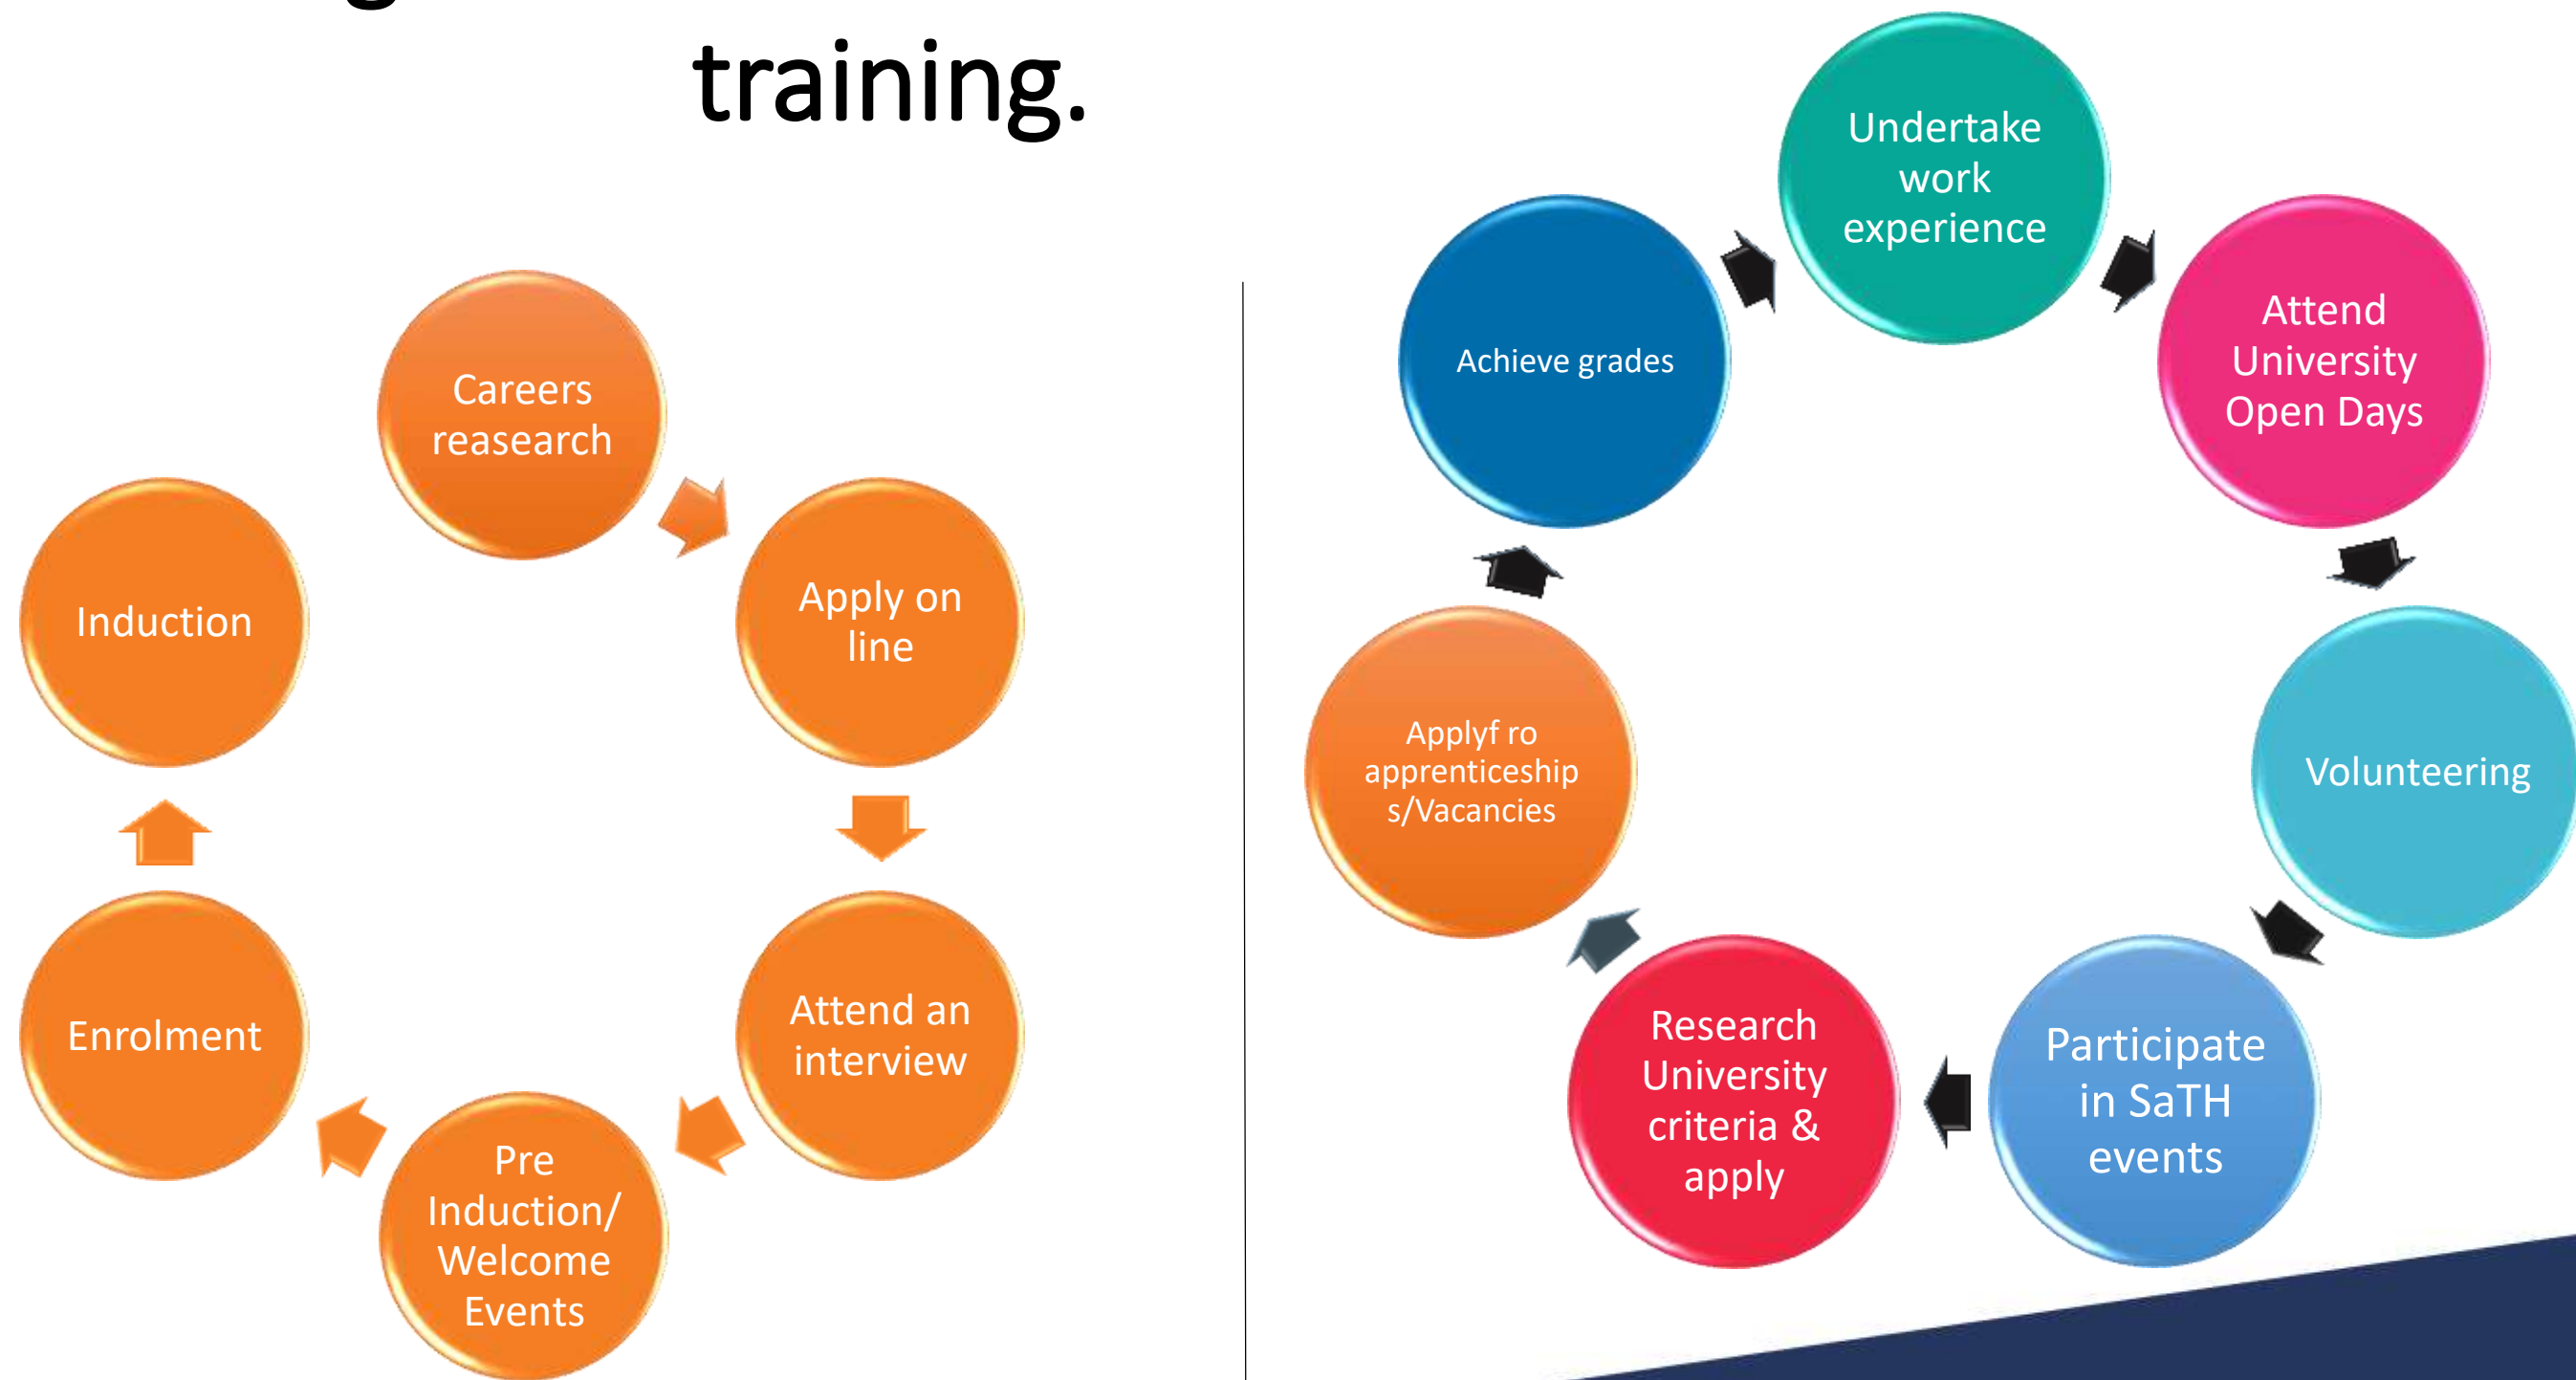 training.
Careers
reasearch
Apply on
line
Attend an
interview
Pre
Induction/
Welcome
Events
Enrolment
Induction
Undertake
work
experience
Attend
University
Open Days
Volunteering
Participate
in SaTH
events
Research
University
criteria &
apply
Applyf ro
apprenticeship
s/Vacancies
Achieve grades